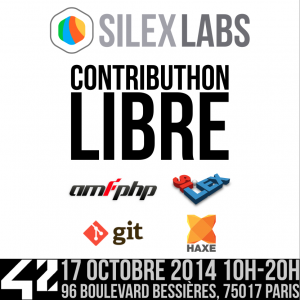 SILEX LABS
CONTRIBUTHON
LIBRE
amfphp
SILEX
git
HAXE
42
17 OCTOBRE 2014 10H-20H
96 BOULEVARD BESSIÈRES, 75017 PARIS